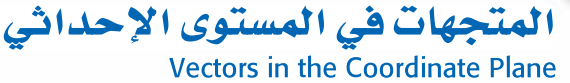 المتجهات في المستوى الإحداثي
Vectors in the Coordinate Plane